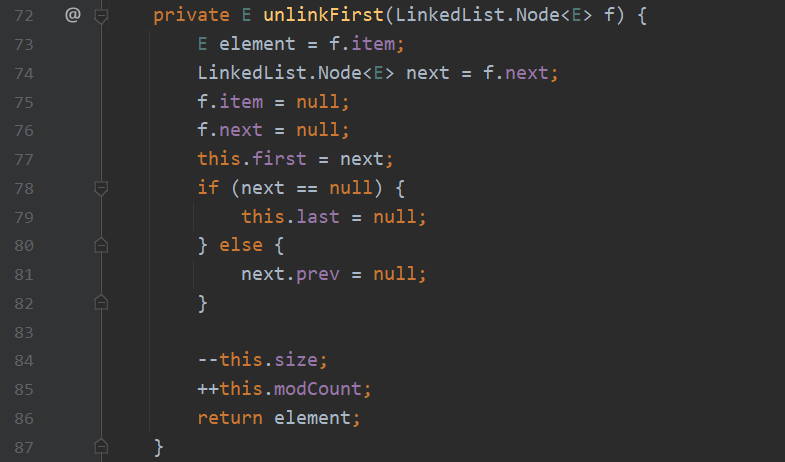 72 @ private E unlinkFirst(LinkedList.Node<E> f) {
73 E element = f.item;
74 LinkedList.Node<E> next = f.next;
75 f.item = null;
76 f.next = null;
77 this.first = next;
78 if (next == null) {
79 this.last = null;
80 } else {
81 next.prev = null;
82 }
83
84 --this.size;
85 ++this.modCount;
86 return element;
87 }